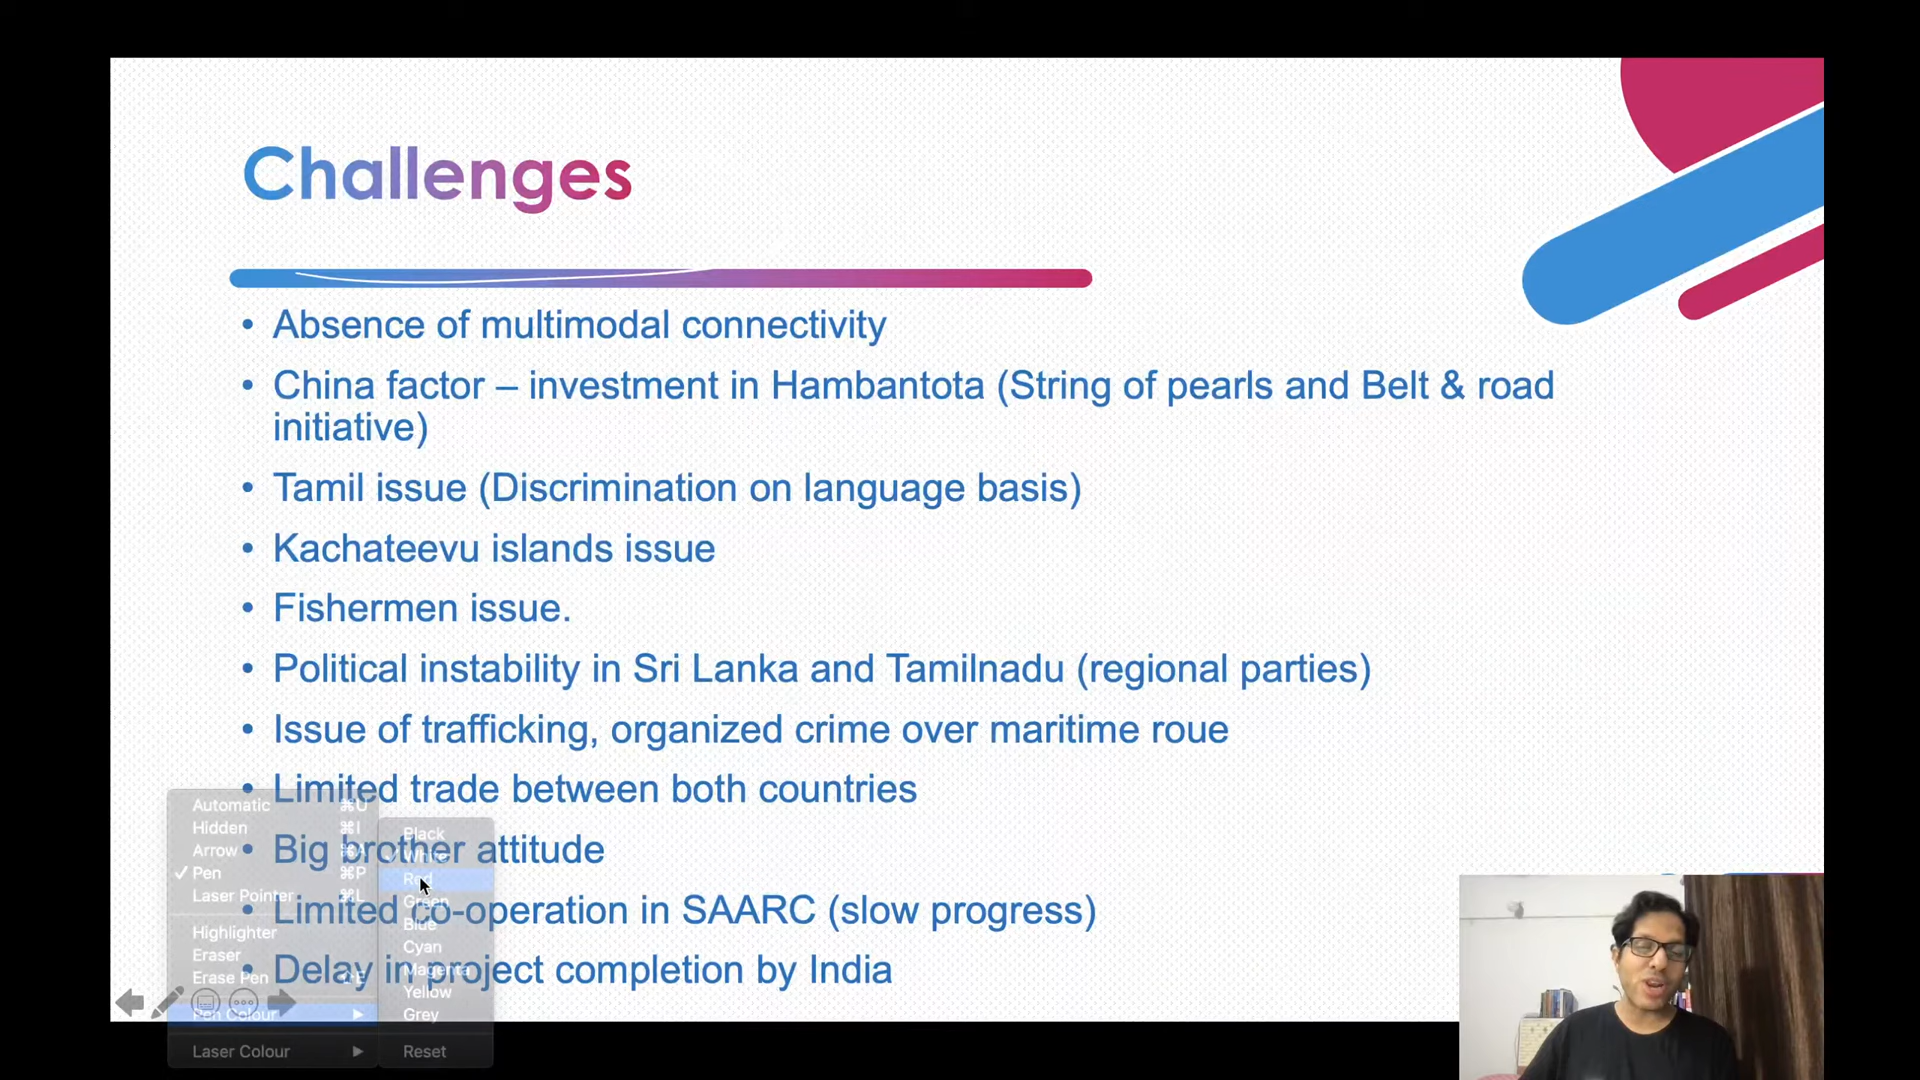 Challenges
• Absence of multimodal connectivity
• China factor – investment in Hambantota (String of pearls and Belt & road
initiative)
• Tamil issue (Discrimination on language basis)
• Kachateevu islands issue
• Fishermen issue.
• Political instability in Sri Lanka and Tamilnadu (regional parties)
• Issue of trafficking, organized crime over maritime roue
• Limited trade between both countries
• Big brother attitude
• Limited co-operation in SAARC (slow progress)
• Delay in project completion by India
Automatic ⌘U
Hidden ⌘I
Arrow ⌘A
✓ Pen ⌘P
Laser Pointer ⌘L
Highlighter
Eraser
Erase Pen ⇧E
Pen Colour ▶
Laser Colour ▶
Black
✓ White
Red
Green
Blue
Cyan
Magenta
Yellow
Grey
Reset